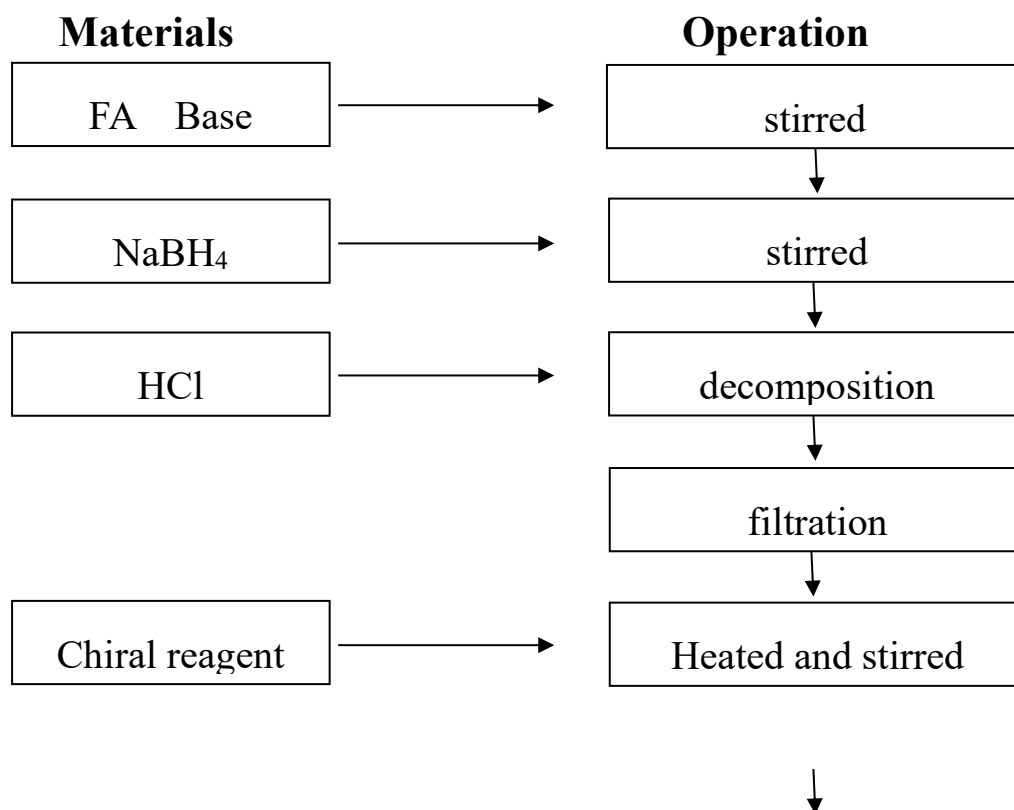 Materials Operation
FA Base stirred
NaBH₄ stirred
HCl decomposition
filtration
Chiral reagent Heated and stirred